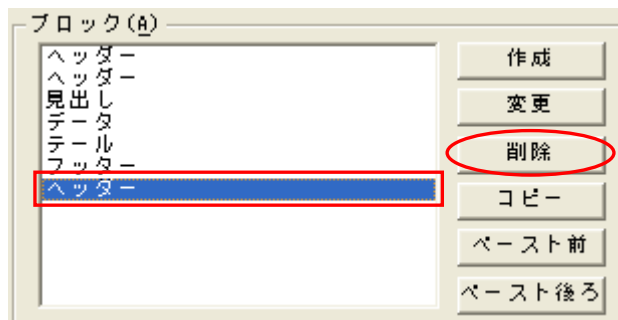 ブロック(A)
ヘッダー
ヘッダー
見出し
データ
テール
フッター
ヘッダー
作成
変更
削除
コピー
ペースト前
ペースト後ろ